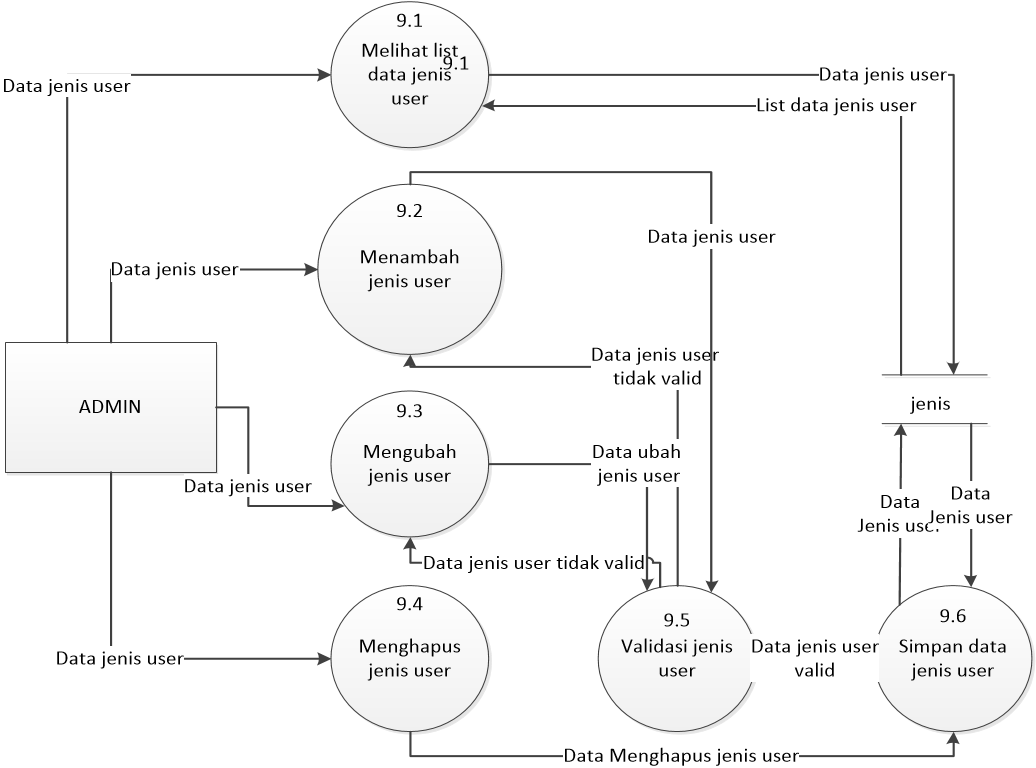 9.1
Melihat list
9.1
data jenis
user
Data jenis user
Data jenis user
List data jenis user
9.2
Menambah
jenis user
Data jenis user
Data jenis user
Data jenis user
tidak valid
ADMIN
jenis
9.3
Mengubah
jenis user
Data jenis user
Data ubah
jenis user
Data
Jenis user
Data
Jenis user
Data jenis user tidak valid
9.4
Menghapus
jenis user
Data jenis user
9.5
Validasi jenis
user
Data jenis user
valid
9.6
Simpan data
jenis user
Data Menghapus jenis user